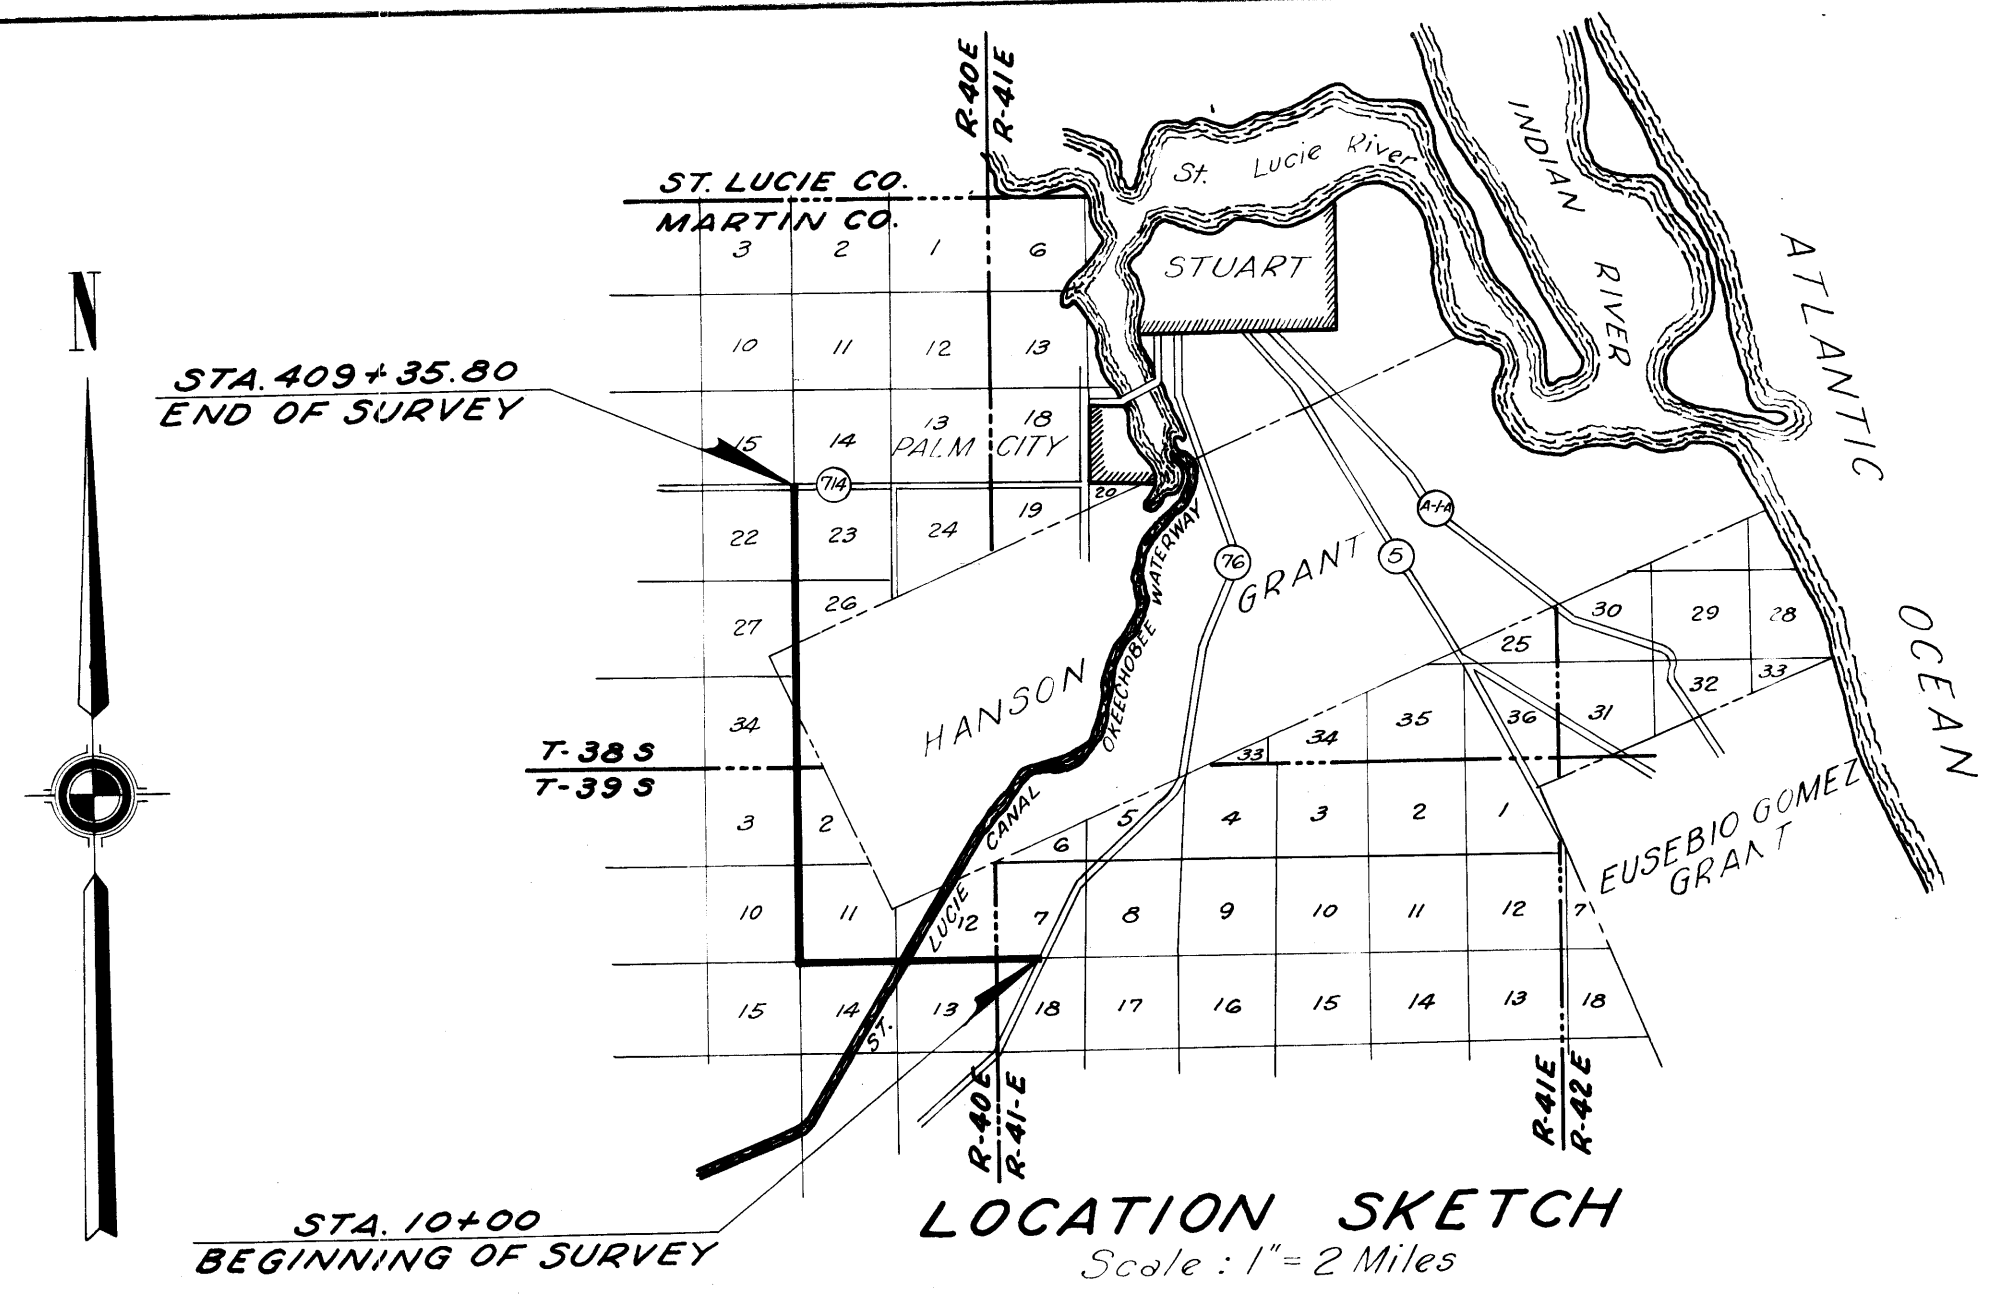 R-40E
R-41E
ST. LUCIE CO.
MARTIN CO.
St. Lucie River
INDIAN RIVER
ATLANTIC OCEAN
N
STUART
3 2 1 6
10 11 12 13
STA. 409+35.80
END OF SURVEY
15 14 13 18
PALM CITY
714
20
22 23 24 19
A-1-A
76
5
26
27
HANSON GRANT
OKEECHOBEE WATERWAY
30 29 28
25
32 33
34
T-38 S
T-39 S
33 34 35 36 31
3 2
6 5 4 3 2 1
EUSEBIO GOMEZ
GRANT
10 11 12 7 8 9 10 11 12 7
ST. LUCIE CANAL
15 14 13 18 17 16 15 14 13 18
R-40E
R-41-E
R-41E
R-42E
STA. 10+00
BEGINNING OF SURVEY
LOCATION SKETCH
Scale : 1"= 2 Miles